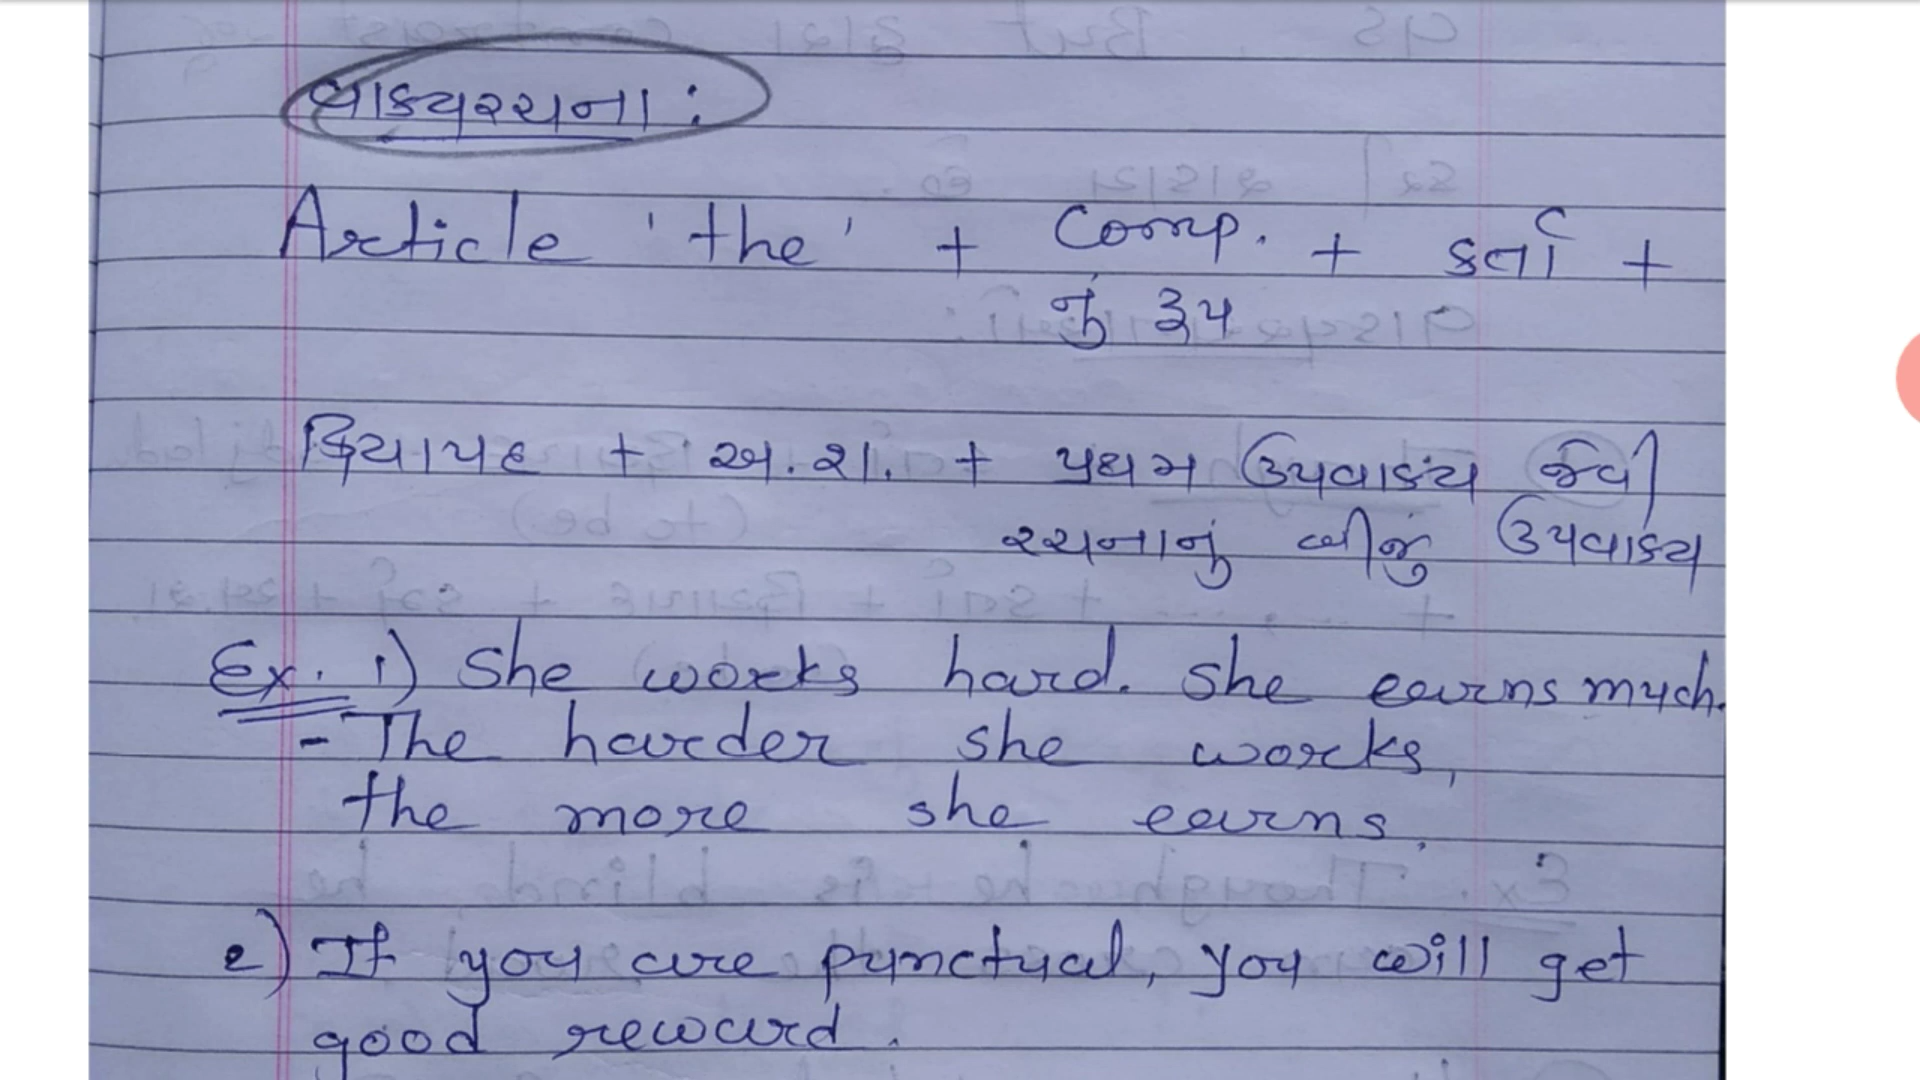 વાક્યરચના :
Article 'the' + Comp. + કર્તા +
નું રૂપ
ક્રિયાપદ + અ.શ. + પ્રથમ ઉપવાક્ય જેવી
રચનાનું બીજું ઉપવાક્ય
Ex. 1) She works hard. She earns much.
- The harder she works,
the more she earns.
2) If you are punctual, you will get
good reward.